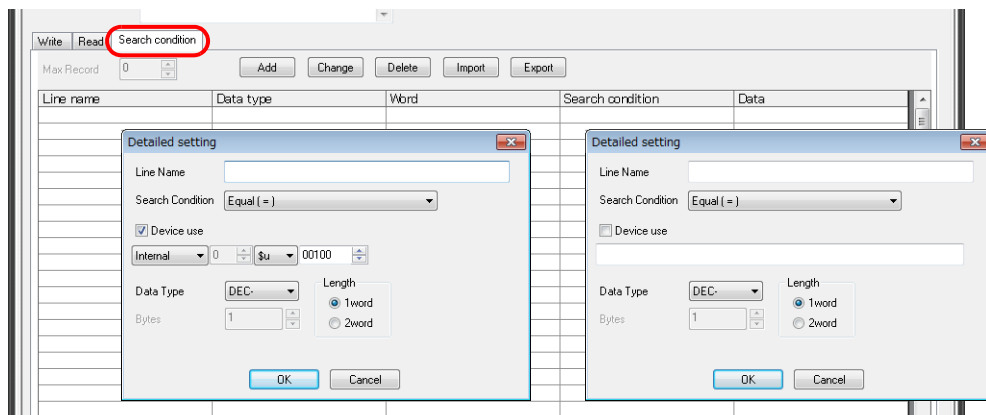 Write Read Search condition
Max Record 0 Add Change Delete Import Export
Line name Data type Word Search condition Data
Detailed setting
Line Name
Search Condition Equal ( = )
Device use
Internal 0 $u 00100
Data Type DEC- Length
1word
Bytes 1 2word
OK Cancel
Detailed setting
Line Name
Search Condition Equal ( = )
Device use
Data Type DEC- Length
1word
Bytes 1 2word
OK Cancel